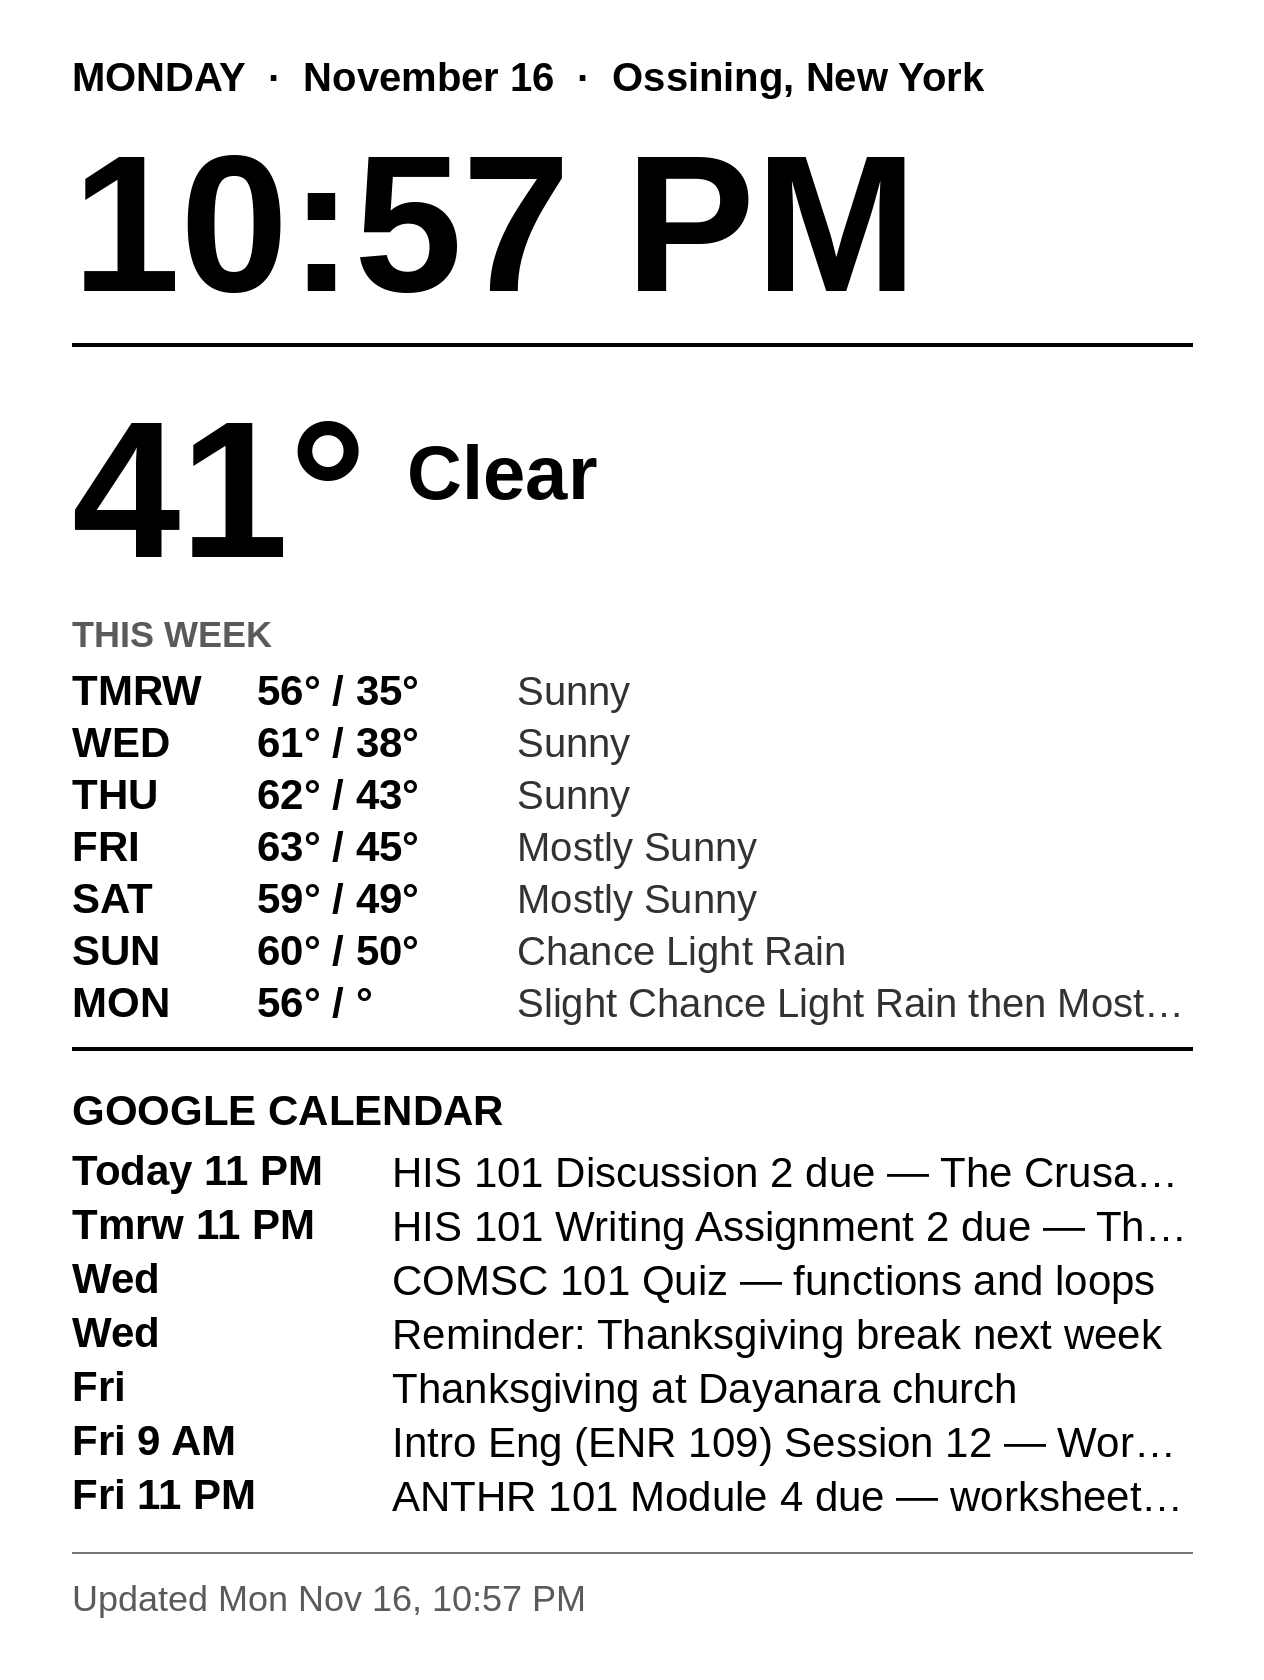 MONDAY · November 16 · Ossining, New York
10:57 PM
41° Clear
THIS WEEK
TMRW 56° / 35° Sunny
WED 61° / 38° Sunny
THU 62° / 43° Sunny
FRI 63° / 45° Mostly Sunny
SAT 59° / 49° Mostly Sunny
SUN 60° / 50° Chance Light Rain
MON 56° / ° Slight Chance Light Rain then Most…
GOOGLE CALENDAR
Today 11 PM HIS 101 Discussion 2 due — The Crusa…
Tmrw 11 PM HIS 101 Writing Assignment 2 due — Th…
Wed COMSC 101 Quiz — functions and loops
Wed Reminder: Thanksgiving break next week
Fri Thanksgiving at Dayanara church
Fri 9 AM Intro Eng (ENR 109) Session 12 — Wor…
Fri 11 PM ANTHR 101 Module 4 due — worksheet…
Updated Mon Nov 16, 10:57 PM